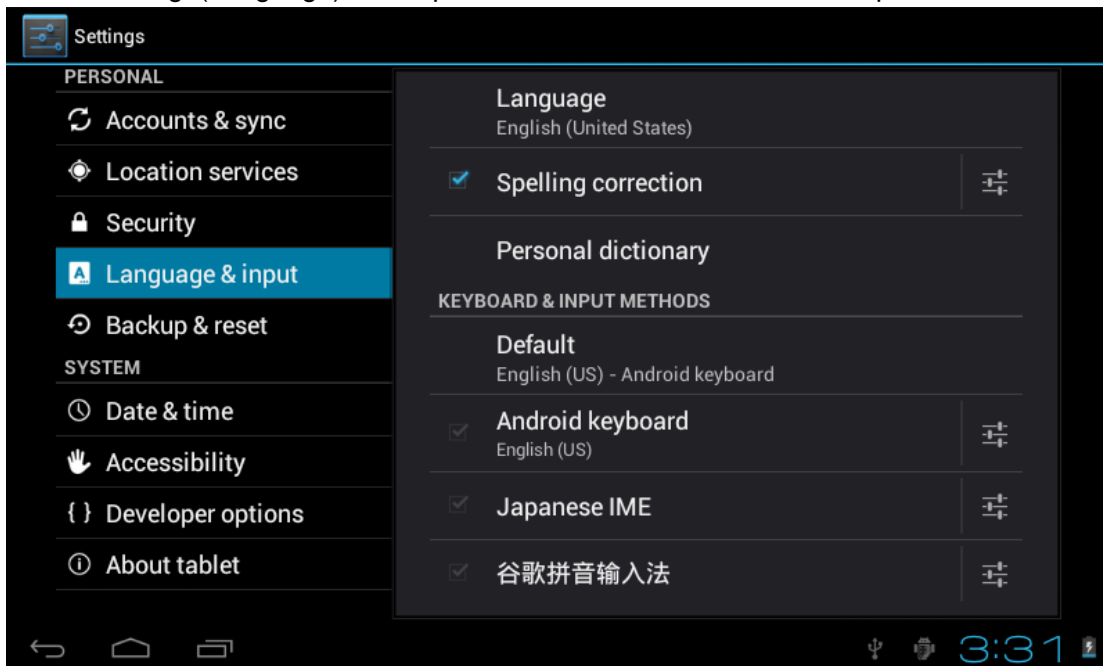 Settings
PERSONAL
Accounts & sync
Location services
Security
Language & input
Backup & reset
SYSTEM
Date & time
Accessibility
{ } Developer options
About tablet
Language
English (United States)
Spelling correction
Personal dictionary
KEYBOARD & INPUT METHODS
Default
English (US) - Android keyboard
Android keyboard
English (US)
Japanese IME
谷歌拼音输入法
3:31